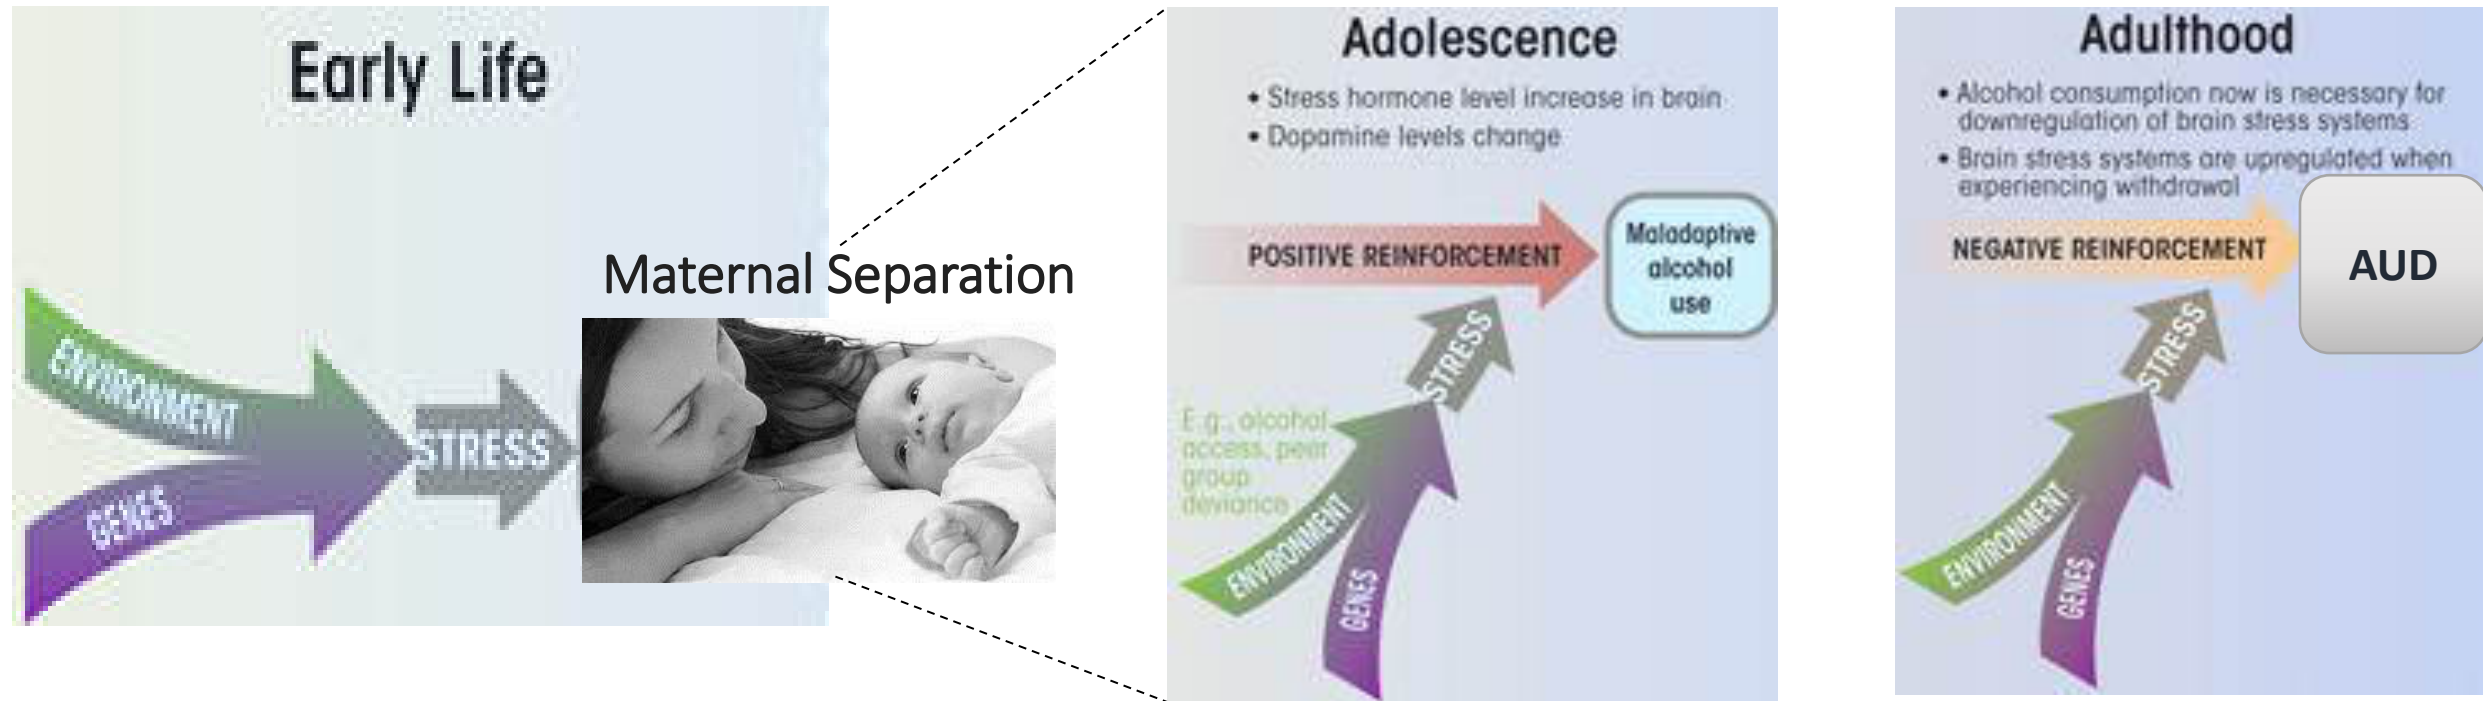 Early Life
ENVIRONMENT
GENES
STRESS
Maternal Separation
Adolescence
• Stress hormone level increase in brain
• Dopamine levels change
POSITIVE REINFORCEMENT
Maladaptive
alcohol
use
STRESS
E.g., alcohol
access, peer
group
deviance
ENVIRONMENT
GENES
Adulthood
• Alcohol consumption now is necessary for
downregulation of brain stress systems
• Brain stress systems are upregulated when
experiencing withdrawal
NEGATIVE REINFORCEMENT
AUD
STRESS
ENVIRONMENT
GENES